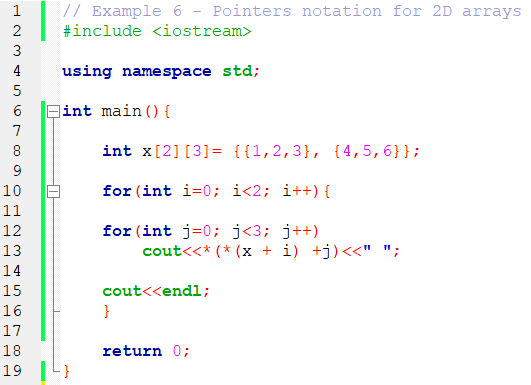 1 // Example 6 - Pointers notation for 2D arrays
2 #include <iostream>
3
4 using namespace std;
5
6 int main(){
7
8 int x[2][3]= {{1,2,3}, {4,5,6}};
9
10 for(int i=0; i<2; i++){
11
12 for(int j=0; j<3; j++)
13 cout<<*(*(x + i) +j)<<" ";
14
15 cout<<endl;
16 }
17
18 return 0;
19 }